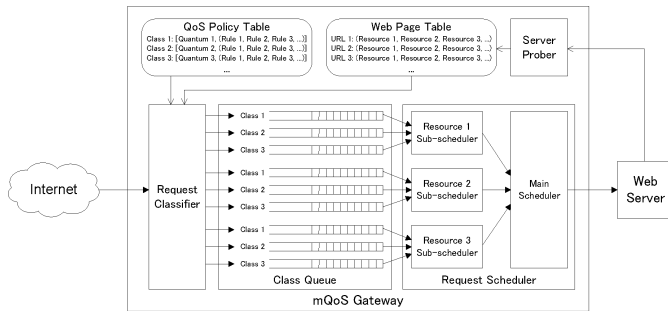 QoS Policy Table
Class 1: [Quantum 1, (Rule 1, Rule 2, Rule 3, ...)]
Class 2: [Quantum 2, (Rule 1, Rule 2, Rule 3, ...)]
Class 3: [Quantum 3, (Rule 1, Rule 2, Rule 3, ...)]
...
Web Page Table
URL 1: (Resource 1, Resource 2, Resource 3, ...)
URL 2: (Resource 1, Resource 2, Resource 3, ...)
URL 3: (Resource 1, Resource 2, Resource 3, ...)
...
Server
Prober
Internet
Request
Classifier
Class 1
Class 2
Class 3
Class 1
Class 2
Class 3
Class 1
Class 2
Class 3
Class Queue
Resource 1
Sub-scheduler
Resource 2
Sub-scheduler
Resource 3
Sub-scheduler
Main
Scheduler
Request Scheduler
Web
Server
mQoS Gateway